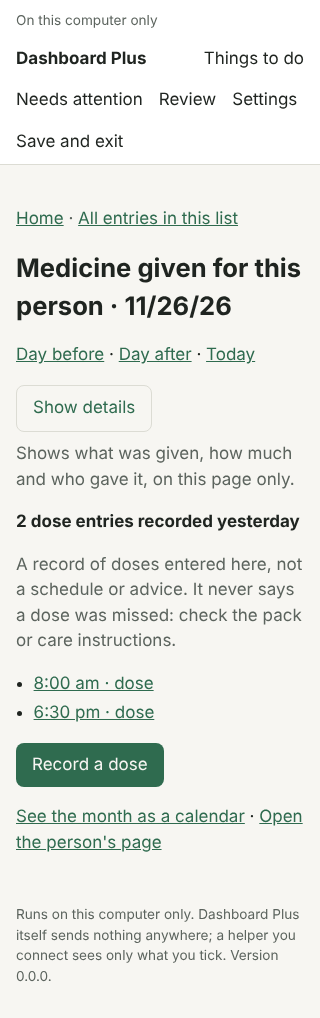 On this computer only
Dashboard Plus
Things to do
Needs attention
Review
Settings
Save and exit
Home · All entries in this list
Medicine given for this
person · 11/26/26
Day before · Day after · Today
Show details
Shows what was given, how much
and who gave it, on this page only.
2 dose entries recorded yesterday
A record of doses entered here, not
a schedule or advice. It never says
a dose was missed: check the pack
or care instructions.
• 8:00 am · dose
• 6:30 pm · dose
Record a dose
See the month as a calendar · Open
the person's page
Runs on this computer only. Dashboard Plus
itself sends nothing anywhere; a helper you
connect sees only what you tick. Version
0.0.0.